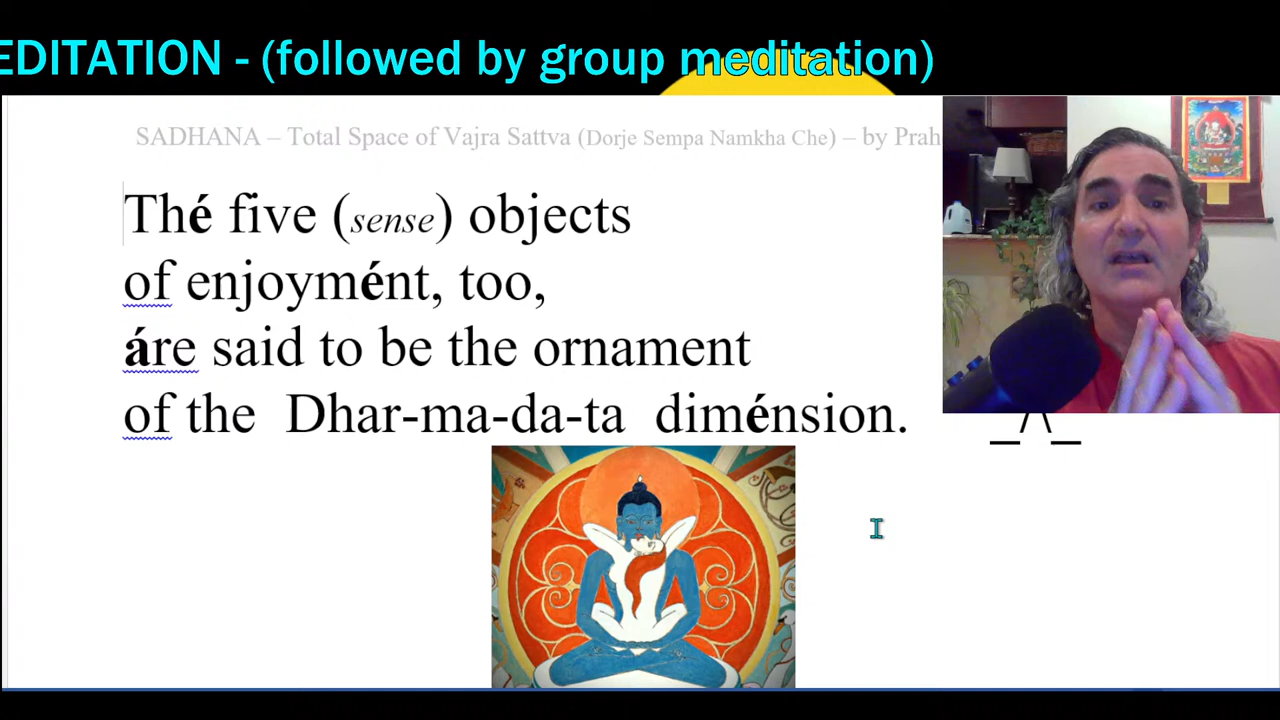 EDITATION - (followed by group meditation)
SADHANA – Total Space of Vajra Sattva (Dorje Sempa Namkha Che) – by Prah
Thé five (sense) objects
of enjoymént, too,
áre said to be the ornament
of the Dhar-ma-da-ta diménsion.